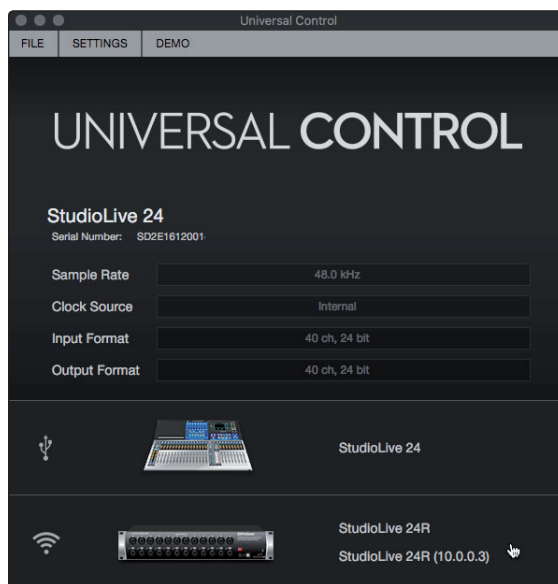 Universal Control
FILE SETTINGS DEMO
UNIVERSAL CONTROL
StudioLive 24
Serial Number: SD2E1612001
Sample Rate 48.0 kHz
Clock Source Internal
Input Format 40 ch, 24 bit
Output Format 40 ch, 24 bit
StudioLive 24
StudioLive 24R
StudioLive 24R (10.0.0.3)